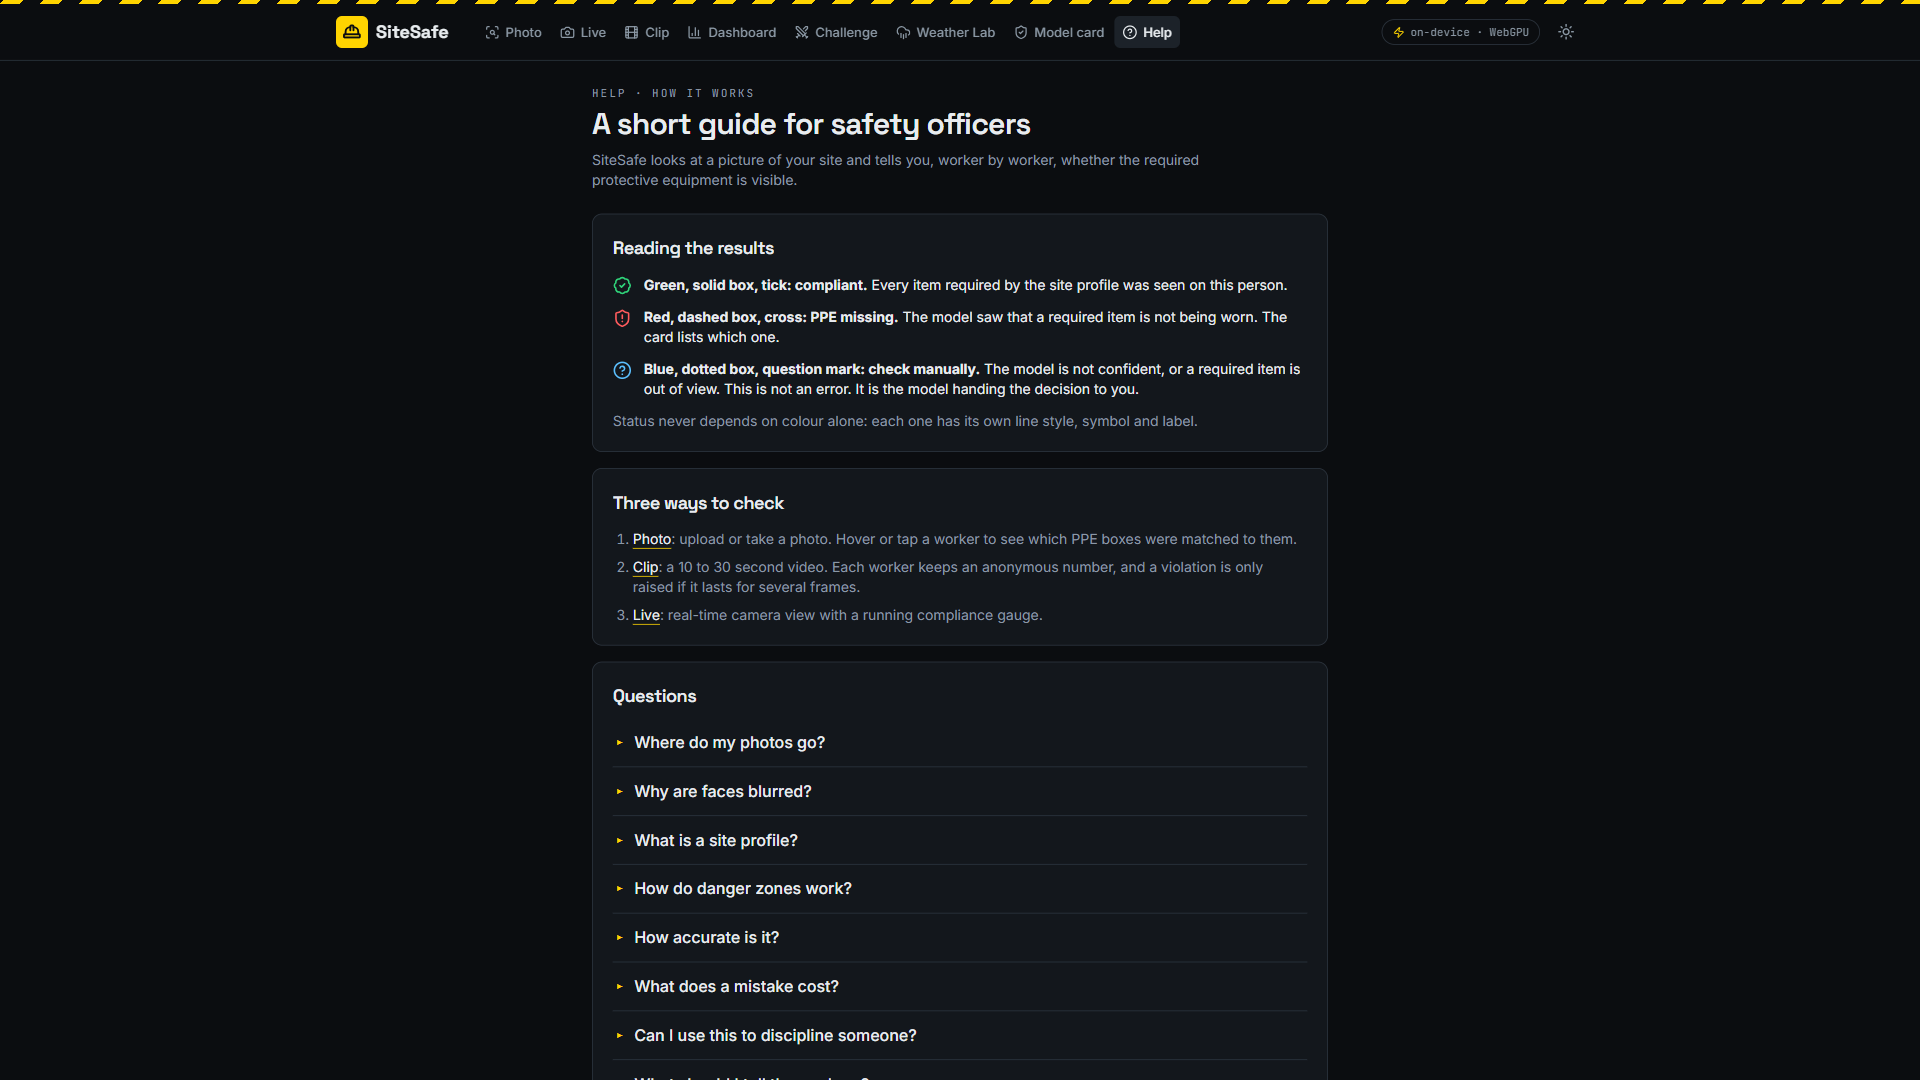 SiteSafe
Photo
Live
Clip
Dashboard
Challenge
Weather Lab
Model card
Help
on-device · WebGPU
HELP · HOW IT WORKS
A short guide for safety officers
SiteSafe looks at a picture of your site and tells you, worker by worker, whether the required
protective equipment is visible.
Reading the results
Green, solid box, tick: compliant. Every item required by the site profile was seen on this person.
Red, dashed box, cross: PPE missing. The model saw that a required item is not being worn. The
card lists which one.
Blue, dotted box, question mark: check manually. The model is not confident, or a required item is
out of view. This is not an error. It is the model handing the decision to you.
Status never depends on colour alone: each one has its own line style, symbol and label.
Three ways to check
1. Photo: upload or take a photo. Hover or tap a worker to see which PPE boxes were matched to them.
2. Clip: a 10 to 30 second video. Each worker keeps an anonymous number, and a violation is only
raised if it lasts for several frames.
3. Live: real-time camera view with a running compliance gauge.
Questions
Where do my photos go?
Why are faces blurred?
What is a site profile?
How do danger zones work?
How accurate is it?
What does a mistake cost?
Can I use this to discipline someone?